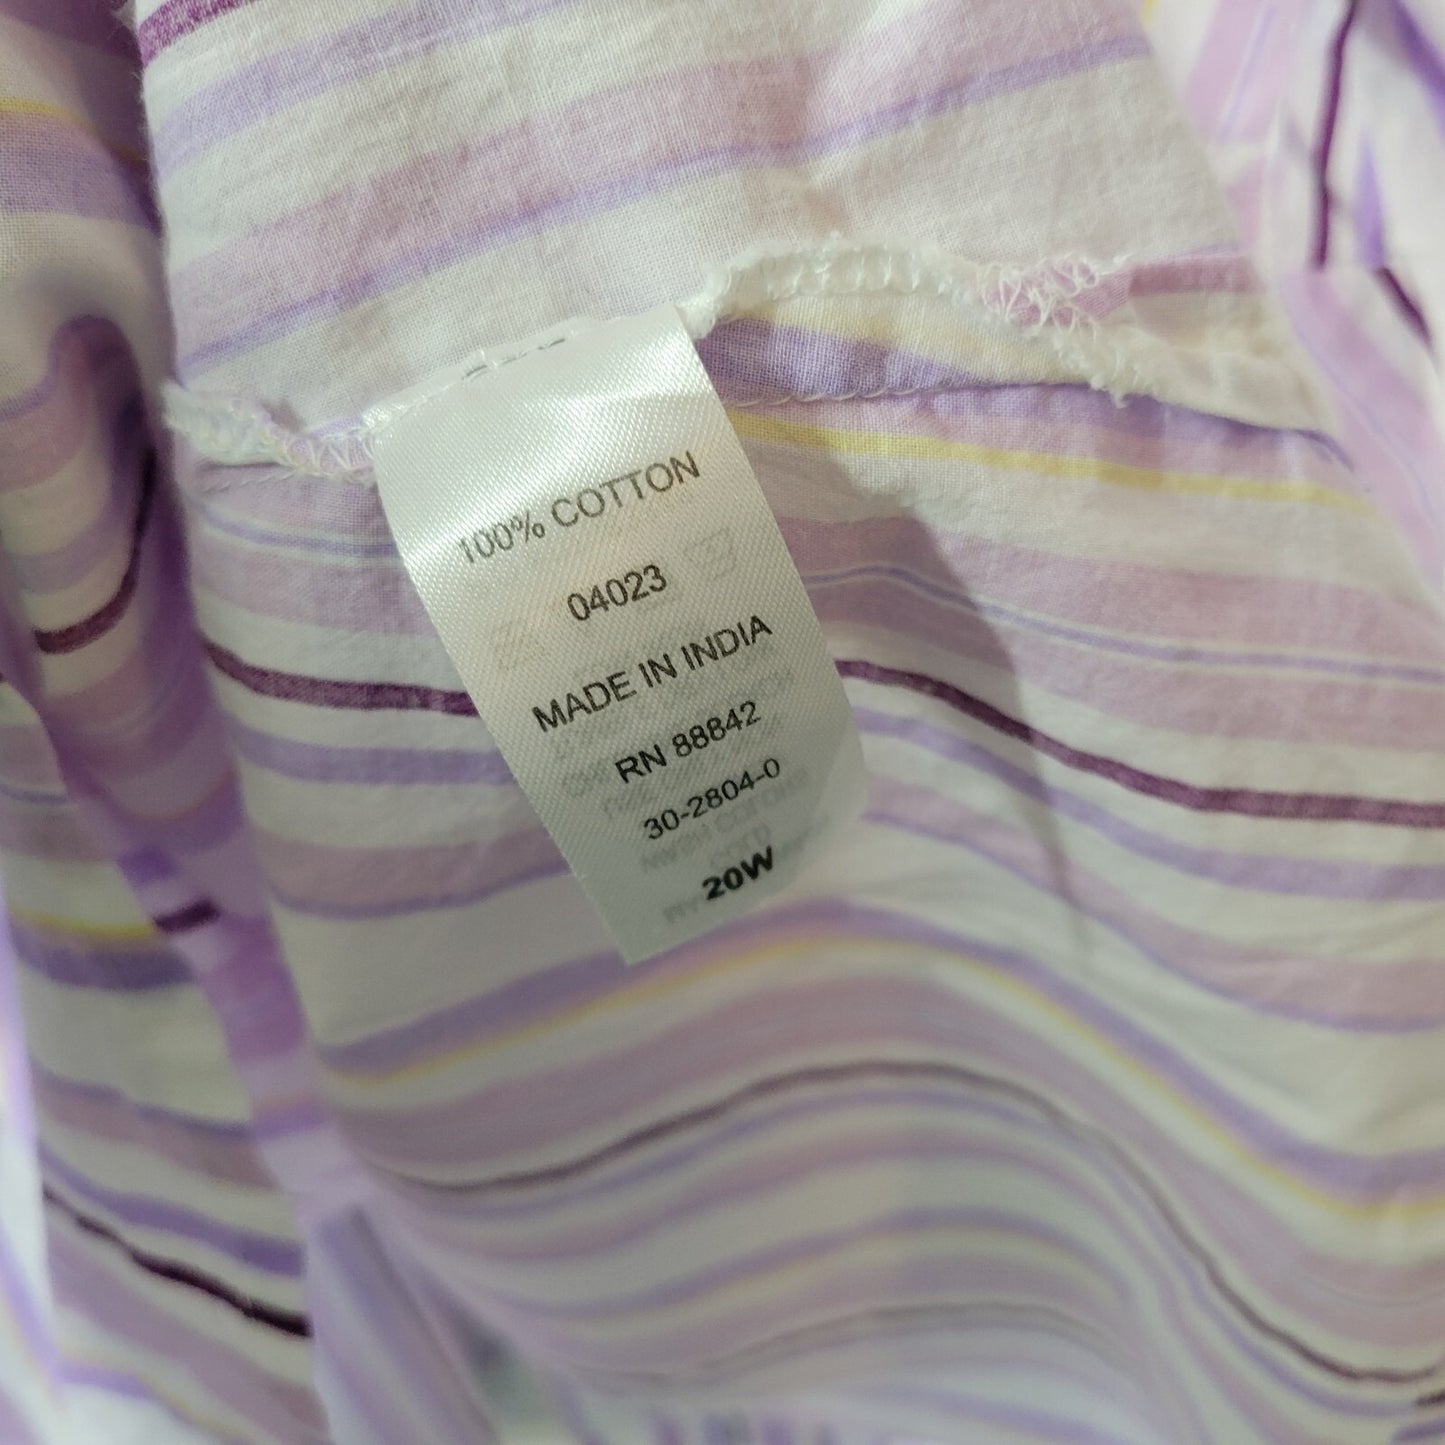 100% COTTON
04023
MADE IN INDIA
RN 88842
30-2804-0
20W